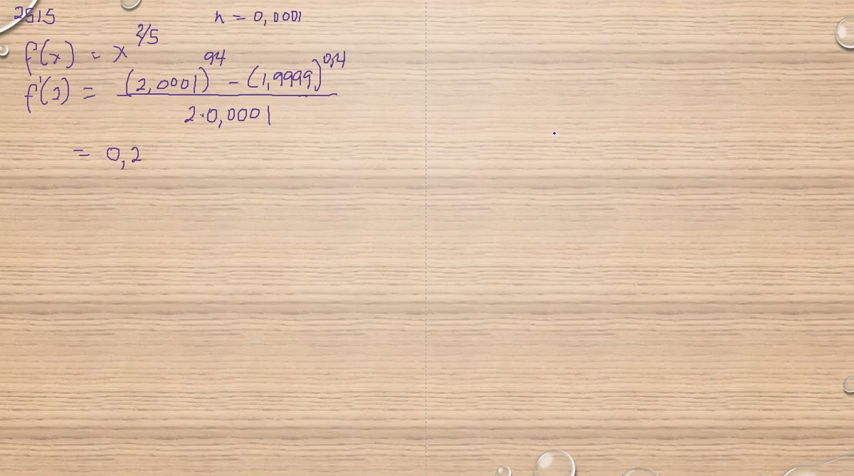 2515
h = 0,0001
f(x) = x^2/5
f'(2) = (2,0001)^0,4 - (1,9999)^0,4 / 2·0,0001
= 0,2